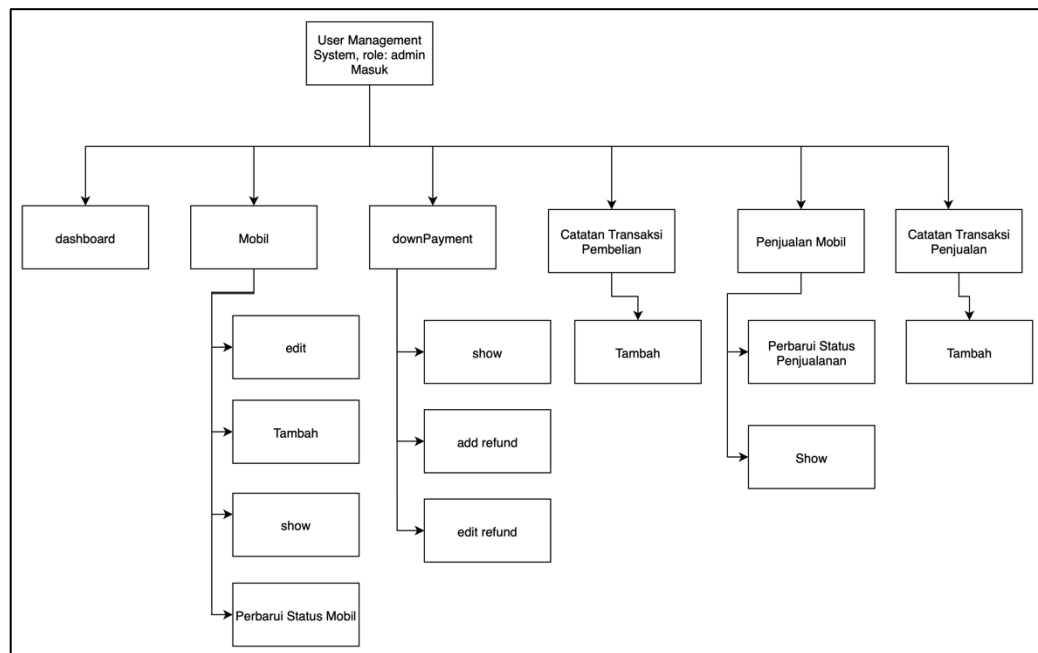 User Management
System, role: admin
Masuk
dashboard
Mobil
downPayment
Catatan Transaksi
Pembelian
Penjualan Mobil
Catatan Transaksi
Penjualan
edit
Tambah
show
Perbarui Status Mobil
show
add refund
edit refund
Tambah
Perbarui Status
Penjualanan
Show
Tambah